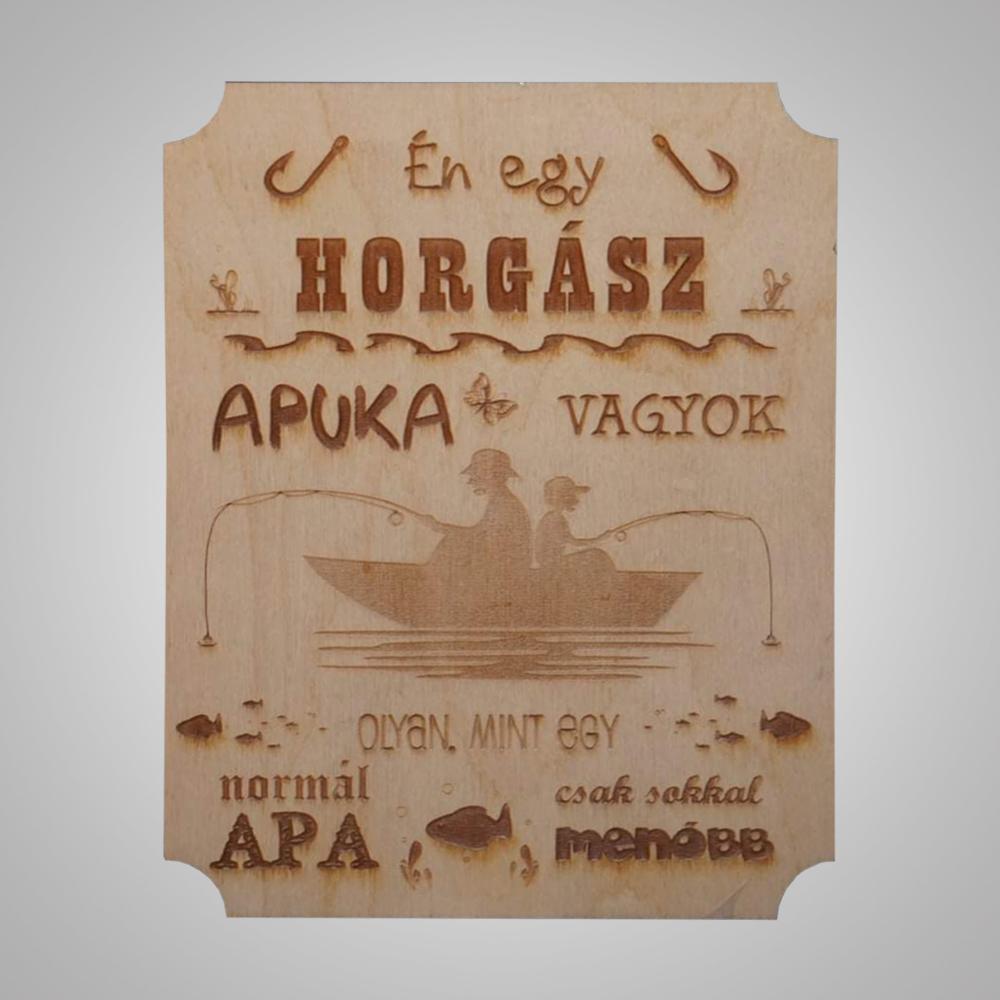 Én egy
HORGÁSZ
APUKA VAGYOK
OLYaN, MINT eGY
normál csak sokkal
APA menőBB